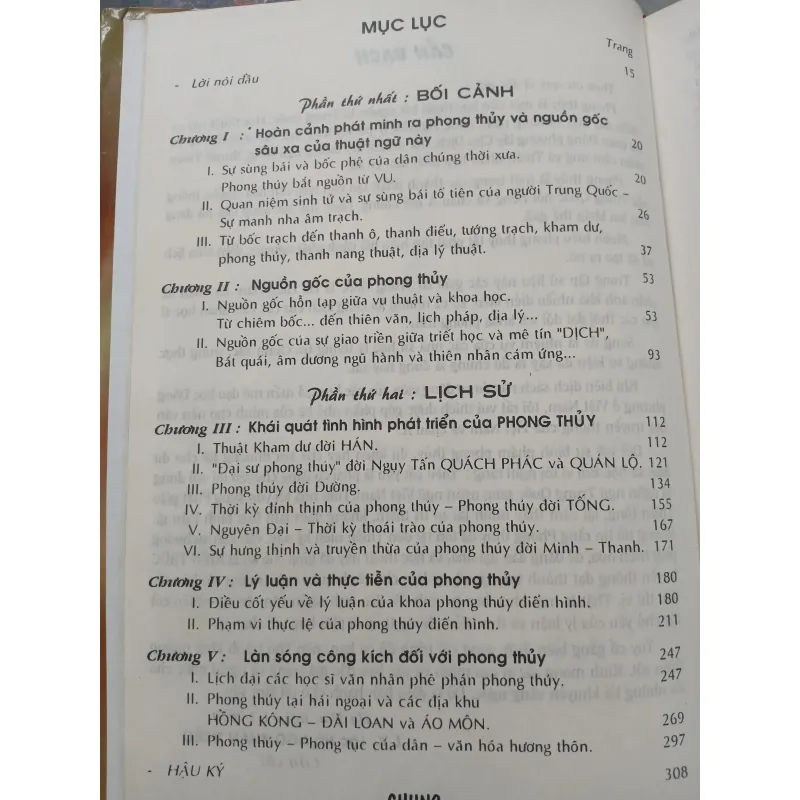 MỤC LỤC
Trang
- Lời nói đầu 15
Phần thứ nhất : BỐI CẢNH
Chương I : Hoàn cảnh phát minh ra phong thủy và nguồn gốc
sâu xa của thuật ngữ này 20
I. Sự sùng bái và bốc phệ của dân chúng thời xưa.
Phong thủy bắt nguồn từ VU. 20
II. Quan niệm sinh tử và sự sùng bái tổ tiên của người Trung Quốc –
Sự manh nha âm trạch. 26
III. Từ bốc trạch đến thanh ô, thanh điểu, tướng trạch, kham dư,
phong thủy, thanh nang thuật, địa lý thuật. 37
Chương II : Nguồn gốc của phong thủy 53
I. Nguồn gốc hồn tạp giữa vu thuật và khoa học.
Từ chiêm bốc... đến thiên văn, lịch pháp, địa lý... 53
II. Nguồn gốc của sự giao triền giữa triết học và mê tín "DỊCH",
Bát quái, âm dương ngũ hành và thiên nhân cảm ứng... 93
Phần thứ hai : LỊCH SỬ
Chương III : Khái quát tình hình phát triển của PHONG THỦY 112
I. Thuật Kham dư đời HÁN. 112
II. "Đại sư phong thủy" đời Ngụy Tấn QUÁCH PHÁC và QUẢN LỘ. 121
III. Phong thủy đời Đường. 134
IV. Thời kỳ đỉnh thịnh của phong thủy – Phong thủy đời TỐNG. 155
V. Nguyên Đại – Thời kỳ thoái trào của phong thủy. 167
VI. Sự hưng thịnh và truyền thừa của phong thủy đời Minh – Thanh. 171
Chương IV : Lý luận và thực tiễn của phong thủy 180
I. Điều cốt yếu về lý luận của khoa phong thủy điển hình. 180
II. Phạm vi thực lệ của phong thủy điển hình. 211
Chương V : Làn sóng công kích đối với phong thủy 247
I. Lịch đại các học sĩ văn nhân phê phán phong thủy. 247
II. Phong thủy tại hải ngoại và các địa khu
HỒNG KÔNG – ĐÀI LOAN và ÁO MÔN. 269
III. Phong thủy – Phong tục của dân – văn hóa hương thôn. 297
- HẬU KÝ 308